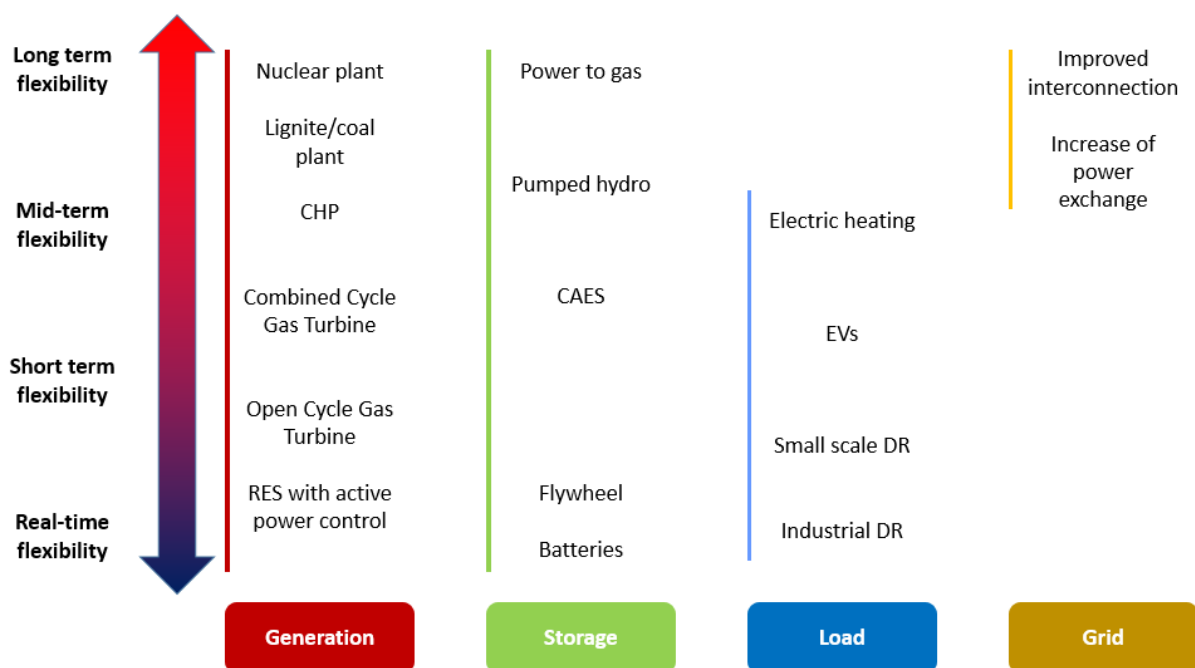 Long term
flexibility
Mid-term
flexibility
Short term
flexibility
Real-time
flexibility
Nuclear plant
Lignite/coal
plant
CHP
Combined Cycle
Gas Turbine
Open Cycle Gas
Turbine
RES with active
power control
Generation
Power to gas
Pumped hydro
CAES
Flywheel
Batteries
Storage
Electric heating
EVs
Small scale DR
Industrial DR
Load
Improved
interconnection
Increase of
power
exchange
Grid